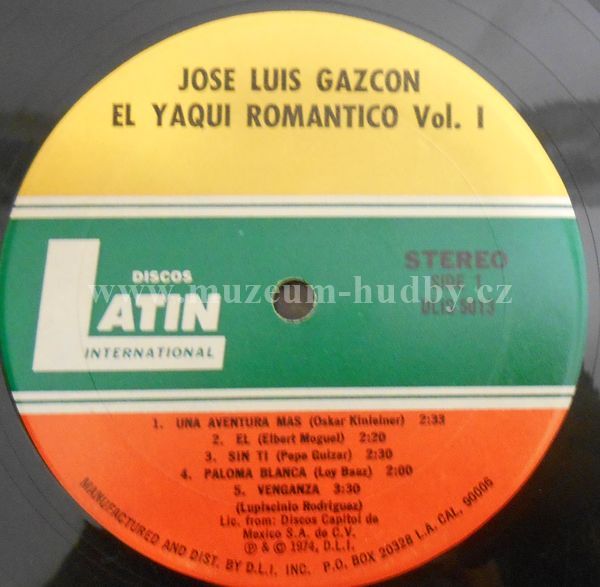 JOSE LUIS GAZCON
EL YAQUI ROMANTICO Vol. I
DISCOS
LATIN
INTERNATIONAL
STEREO
SIDE 1
DLIS 5013
www.muzeum-hudby.cz
1. UNA AVENTURA MAS (Oskar Kinleiner) 2:33
2. EL (Elbert Moguel) 2:20
3. SIN TI (Pepe Guizar) 2:30
4. PALOMA BLANCA (Loy Baaz) 2:00
5. VENGANZA 3:30
(Lupiscinio Rodriguez)
Lic. from: Discos Capitol de
Mexico S.A. de C.V.
℗ & © 1974, D.L.I.
MANUFACTURED AND DIST. BY D.L.I. INC. P.O. BOX 20328 L.A. CAL. 90006